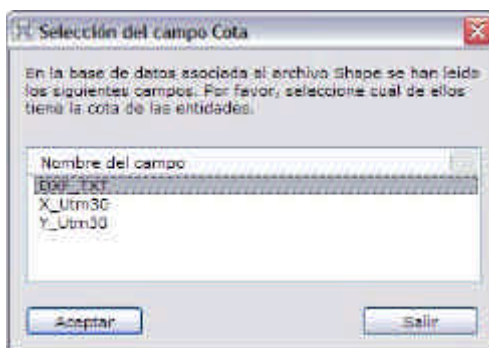 Selección del campo Cota
En la base de datos asociada al archivo Shape se han leido
los siguientes campos. Por favor, seleccione cual de ellos
tiene la cota de las entidades.
Nombre del campo
DXF_TXT
X_Utm30
Y_Utm30
Aceptar
Salir